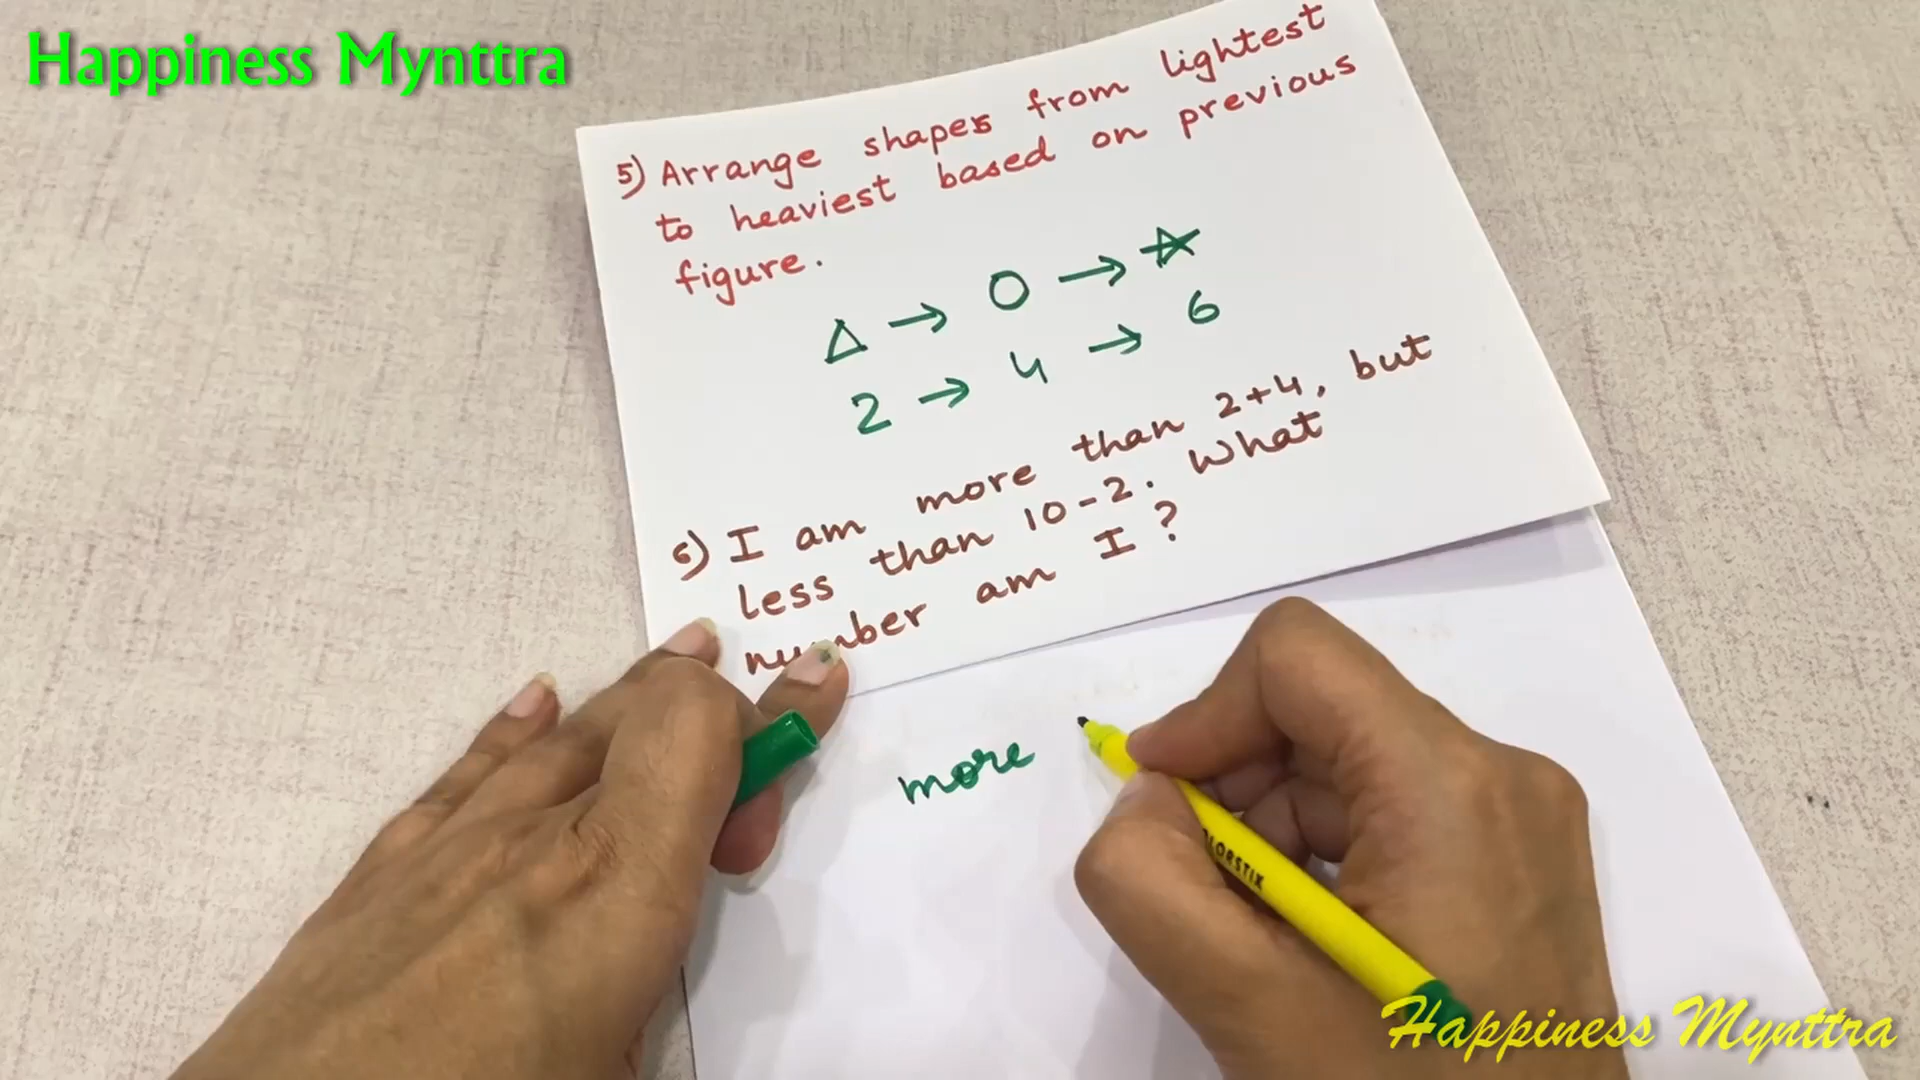 Happiness Mynttra
5) Arrange shapes from lightest
to heaviest based on previous
figure.
△ → O → ☆
2 → 4 → 6
6) I am more than 2+4, but
less than 10-2. What
number am I ?
more
COLORSTIX
Happiness Mynttra